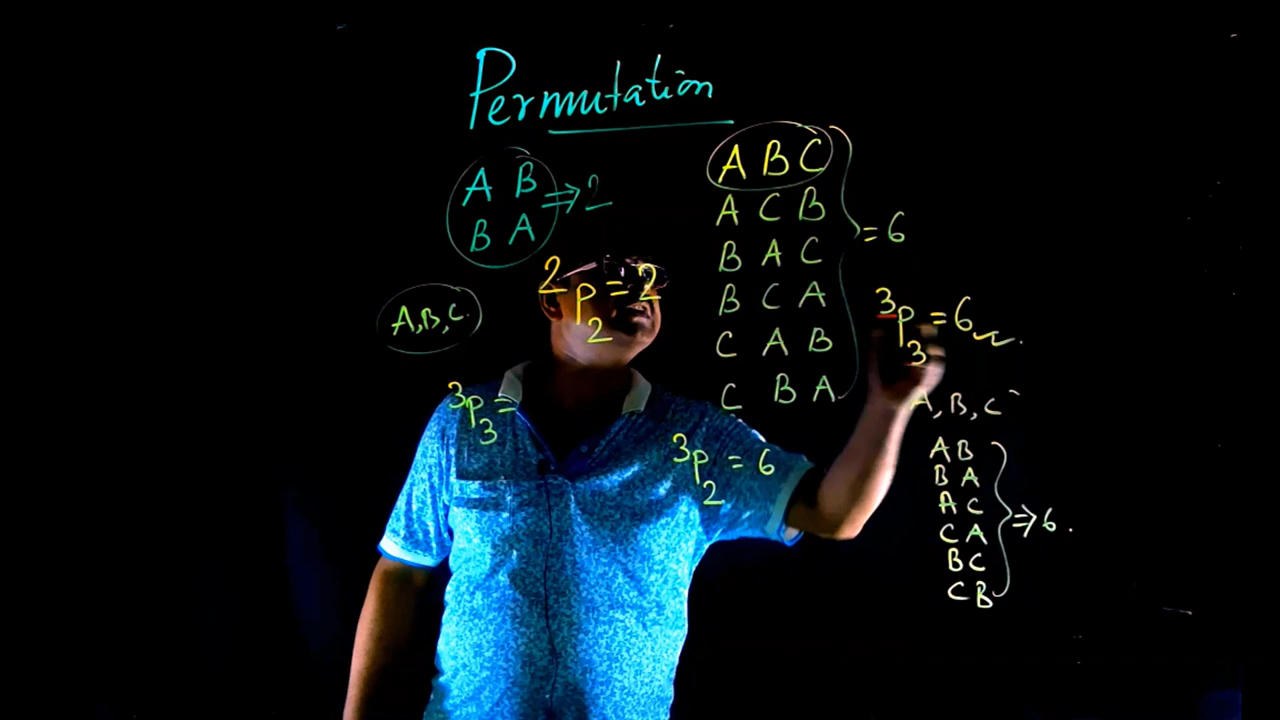 Permutation
A B
B A
⇒ 2
²P₂ = 2
A, B, C.
³P₃ =
A B C
A C B
B A C
B C A
C A B
C B A
= 6
³P₃ = 6
³P₂ = 6
A, B, C
AB
BA
AC
CA
BC
CB
⇒ 6.